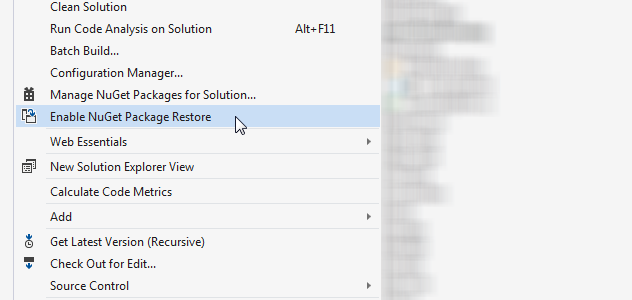 Clean Solution
Run Code Analysis on Solution Alt+F11
Batch Build...
Configuration Manager...
Manage NuGet Packages for Solution...
Enable NuGet Package Restore
Web Essentials
New Solution Explorer View
Calculate Code Metrics
Add
Get Latest Version (Recursive)
Check Out for Edit...
Source Control